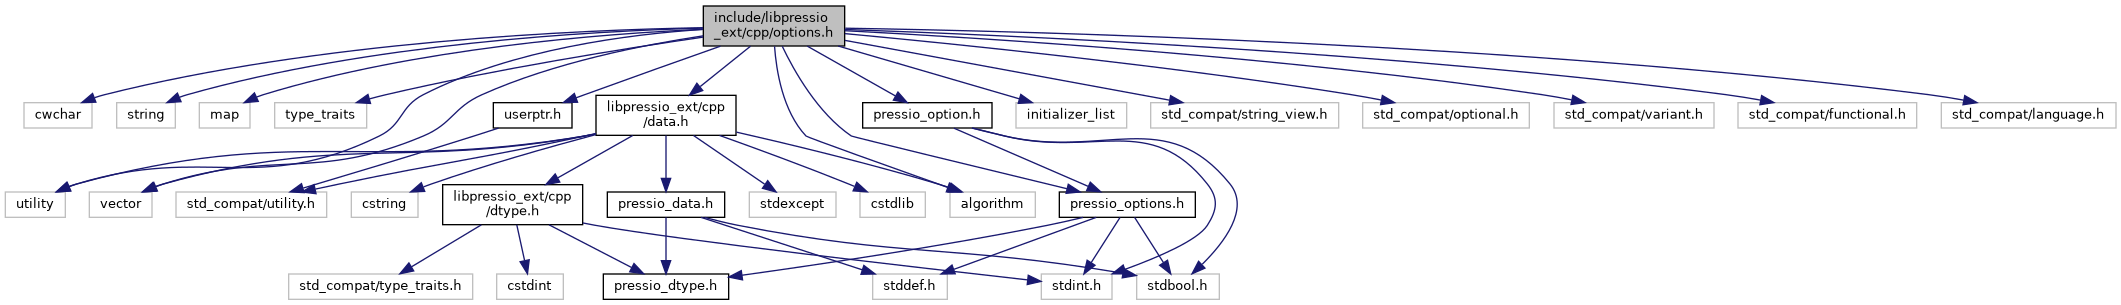 include/libpressio
_ext/cpp/options.h
cwchar
string
map
type_traits
userptr.h
libpressio_ext/cpp
/data.h
pressio_option.h
initializer_list
std_compat/string_view.h
std_compat/optional.h
std_compat/variant.h
std_compat/functional.h
std_compat/language.h
utility
vector
std_compat/utility.h
cstring
libpressio_ext/cpp
/dtype.h
pressio_data.h
stdexcept
cstdlib
algorithm
pressio_options.h
std_compat/type_traits.h
cstdint
pressio_dtype.h
stddef.h
stdint.h
stdbool.h